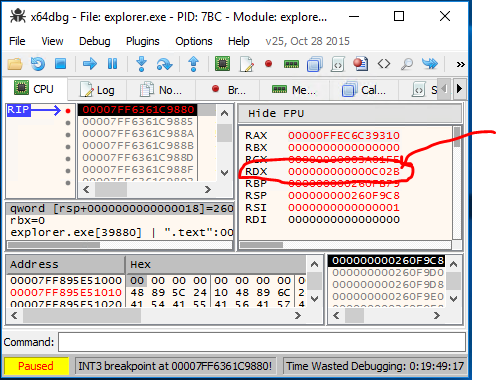 x64dbg - File: explorer.exe - PID: 7BC - Module: explore...
File View Debug Plugins Options Help v25, Oct 28 2015
CPU Log No... Br... Me... Call...
RIP
00007FF6361C9880
00007FF6361C9885
00007FF6361C988A
00007FF6361C988B
00007FF6361C988D
00007FF6361C988F
qword [rsp+0000000000000018]=260
rbx=0
explorer.exe[39880] | ".text":00
Hide FPU
RAX 00000FFEC6C39310
RBX 0000000000000000
RCX
RDX 000000000000C02B
RBP
RSP 000000000260F9C8
RSI 0000000000000001
RDI 0000000000000000
Address Hex
00007FF895E51000 00 00 00 00 00 00 00
00007FF895E51010 48 89 5C 24 10 48 89 6C 2
00007FF895E51020 41 54 41 55 41 56 41 57 4
000000000260F9C8
000000000260F9D0
000000000260F9D8
000000000260F9E0
Command:
Paused INT3 breakpoint at 00007FF6361C9880! Time Wasted Debugging: 0:19:49:17